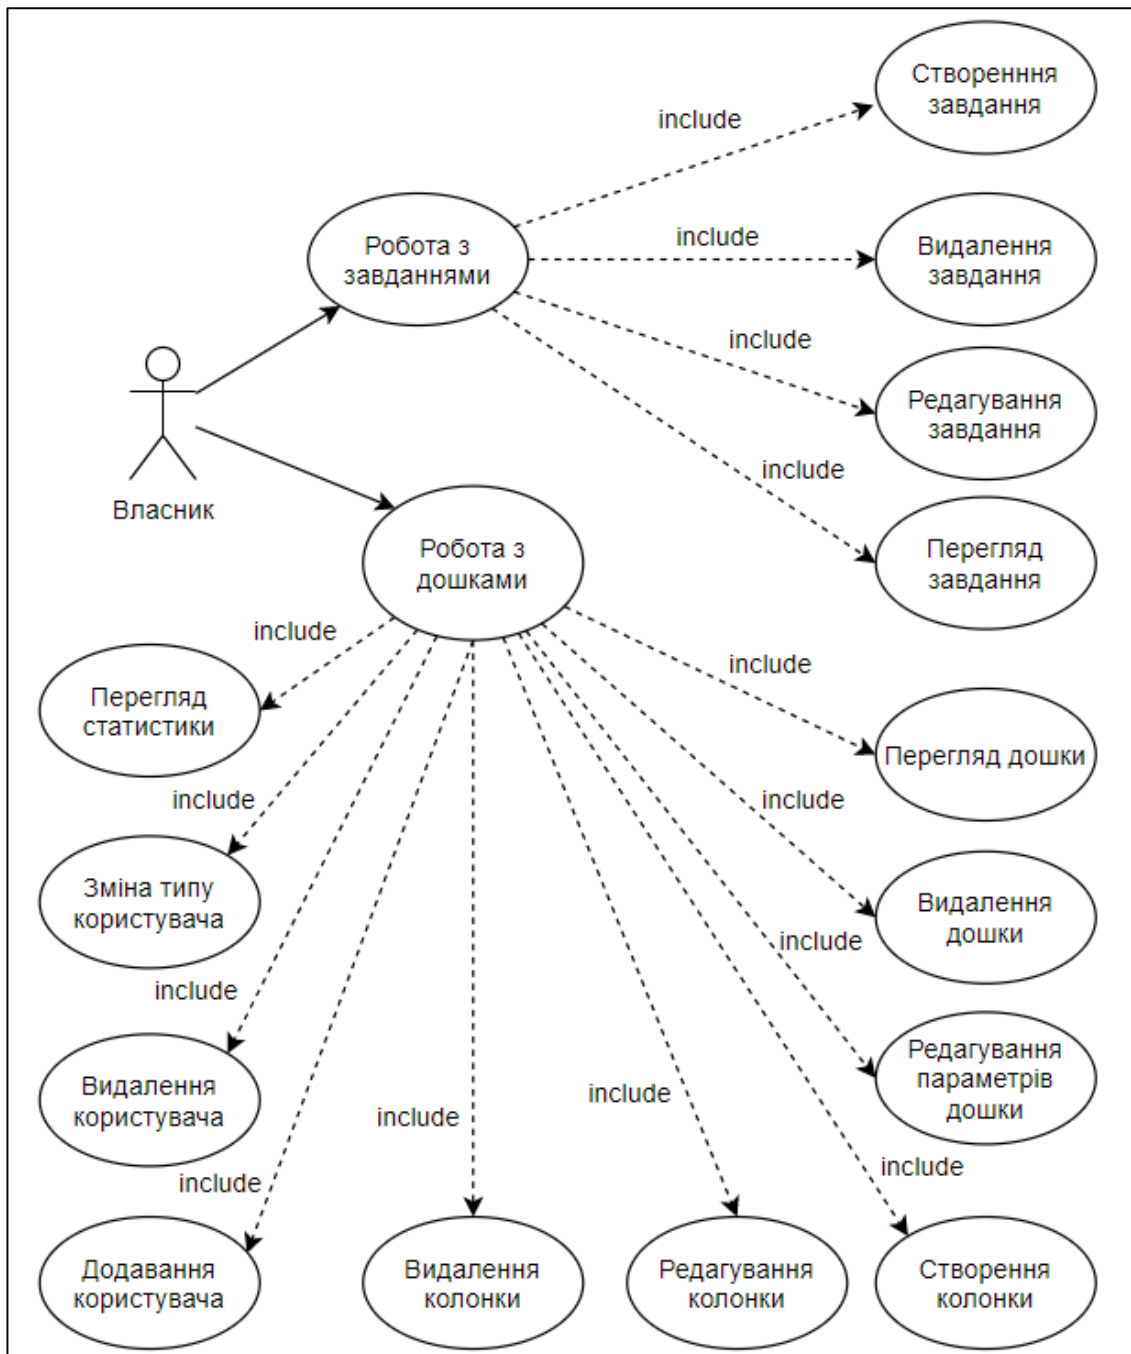 Створенння
завдання
include
Робота з
завданнями
include
Видалення
завдання
include
Редагування
завдання
include
Перегляд
завдання
Власник
Робота з
дошками
include
Перегляд
статистики
include
Перегляд дошки
include
Зміна типу
користувача
include
Видалення
дошки
include
Видалення
користувача
include
Редагування
параметрів
дошки
include
Додавання
користувача
include
Видалення
колонки
include
Редагування
колонки
include
Створення
колонки